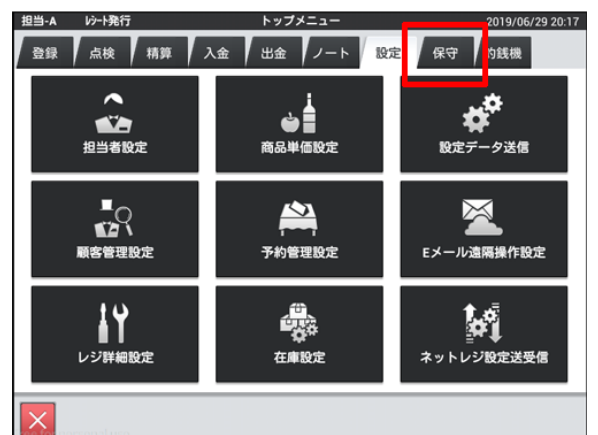 担当-A レシート発行 トップメニュー 2019/06/29 20:17
登録 点検 精算 入金 出金 ノート 設定 保守 釣銭機
担当者設定 商品単価設定 設定データ送信
顧客管理設定 予約管理設定 Eメール遠隔操作設定
レジ詳細設定 在庫設定 ネットレジ設定送受信